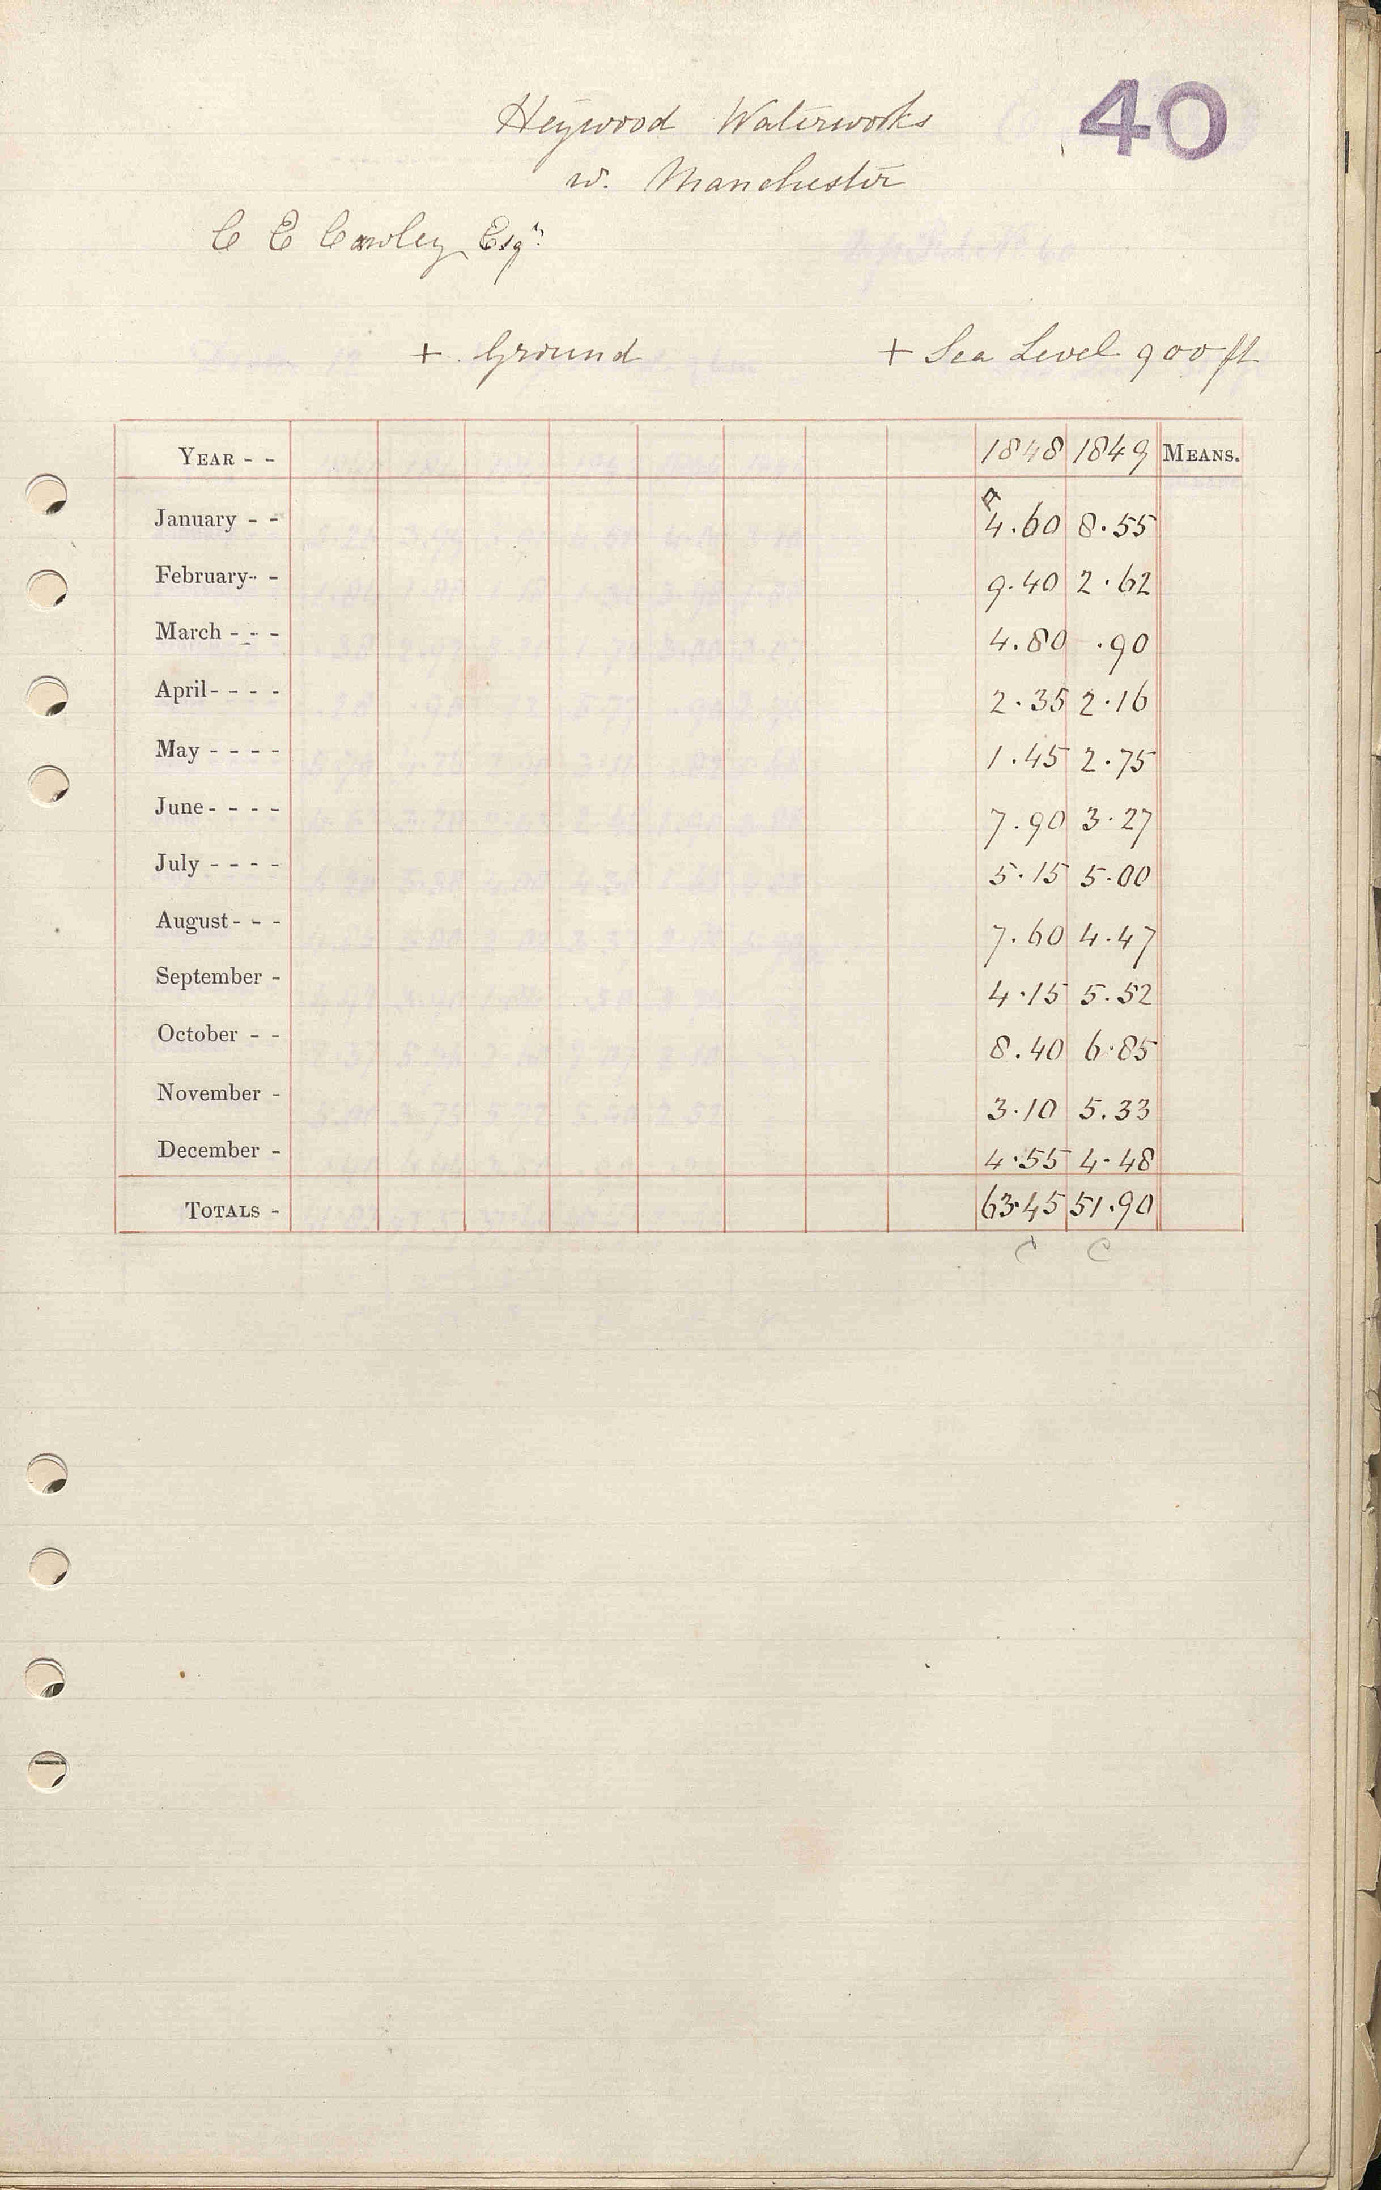 40
Heywood Waterworks
w. Manchester
C E Cawley Esqr.
+ Ground + Sea Level 900 ft
YEAR - - 1848 1849 MEANS.
January - - 4.60 8.55
February - - 9.40 2.62
March - - - 4.80 .90
April - - - - 2.35 2.16
May - - - - 1.45 2.75
June - - - - 7.90 3.27
July - - - - 5.15 5.00
August - - - 7.60 4.47
September - 4.15 5.52
October - - 8.40 6.85
November - 3.10 5.33
December - 4.55 4.48
TOTALS - 63.45 51.90
C C